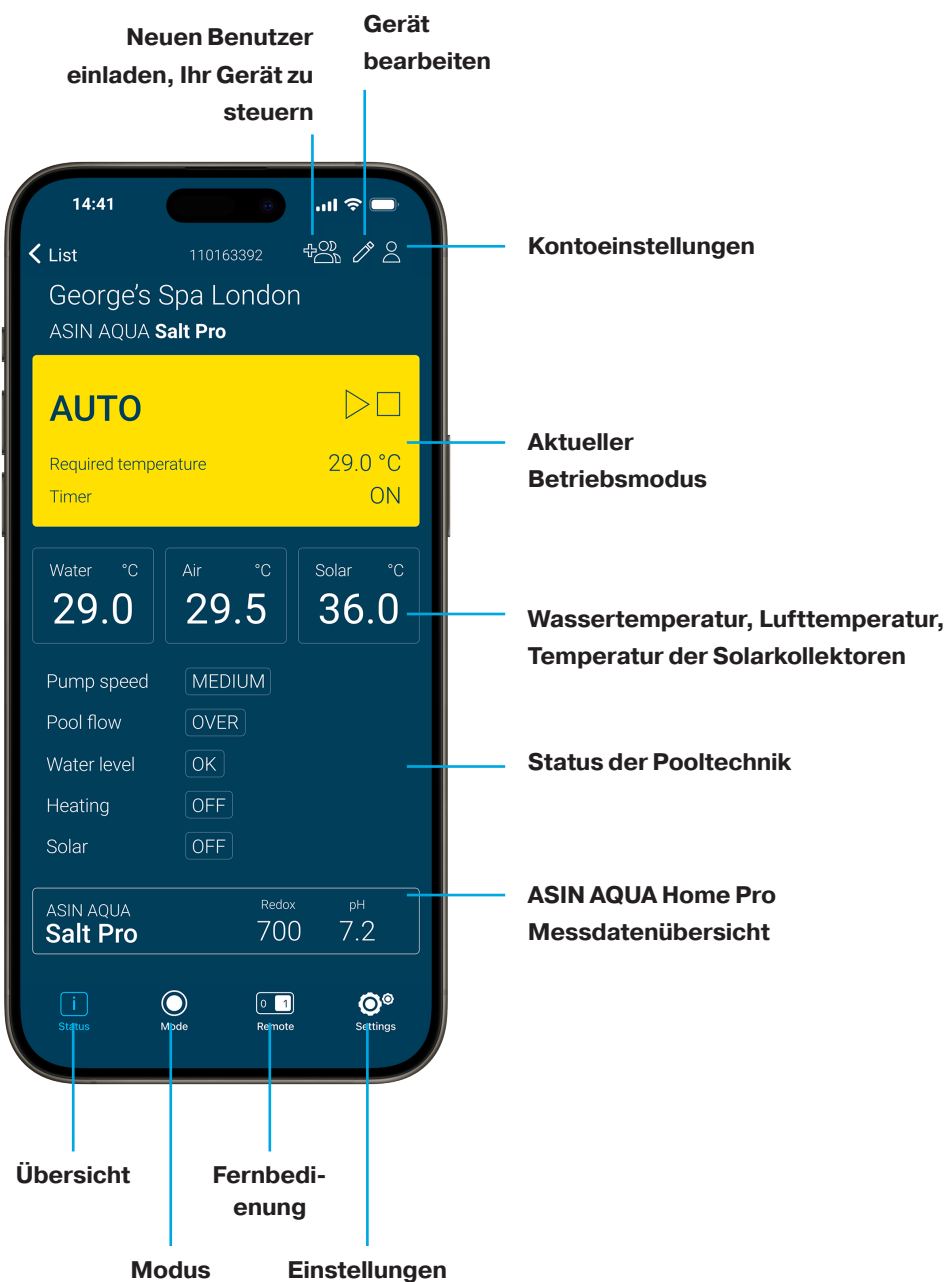 Neuen Benutzer
einladen, Ihr Gerät zu
steuern
Gerät
bearbeiten
14:41
List
110163392
Kontoeinstellungen
George's Spa London
ASIN AQUA Salt Pro
AUTO
Required temperature 29.0 °C
Timer ON
Aktueller
Betriebsmodus
Water °C
29.0
Air °C
29.5
Solar °C
36.0
Wassertemperatur, Lufttemperatur,
Temperatur der Solarkollektoren
Pump speed MEDIUM
Pool flow OVER
Water level OK
Heating OFF
Solar OFF
Status der Pooltechnik
ASIN AQUA
Salt Pro
Redox
700
pH
7.2
ASIN AQUA Home Pro
Messdatenübersicht
i
Status
Mode
0 1
Remote
Settings
Übersicht
Fernbedi-
enung
Modus
Einstellungen